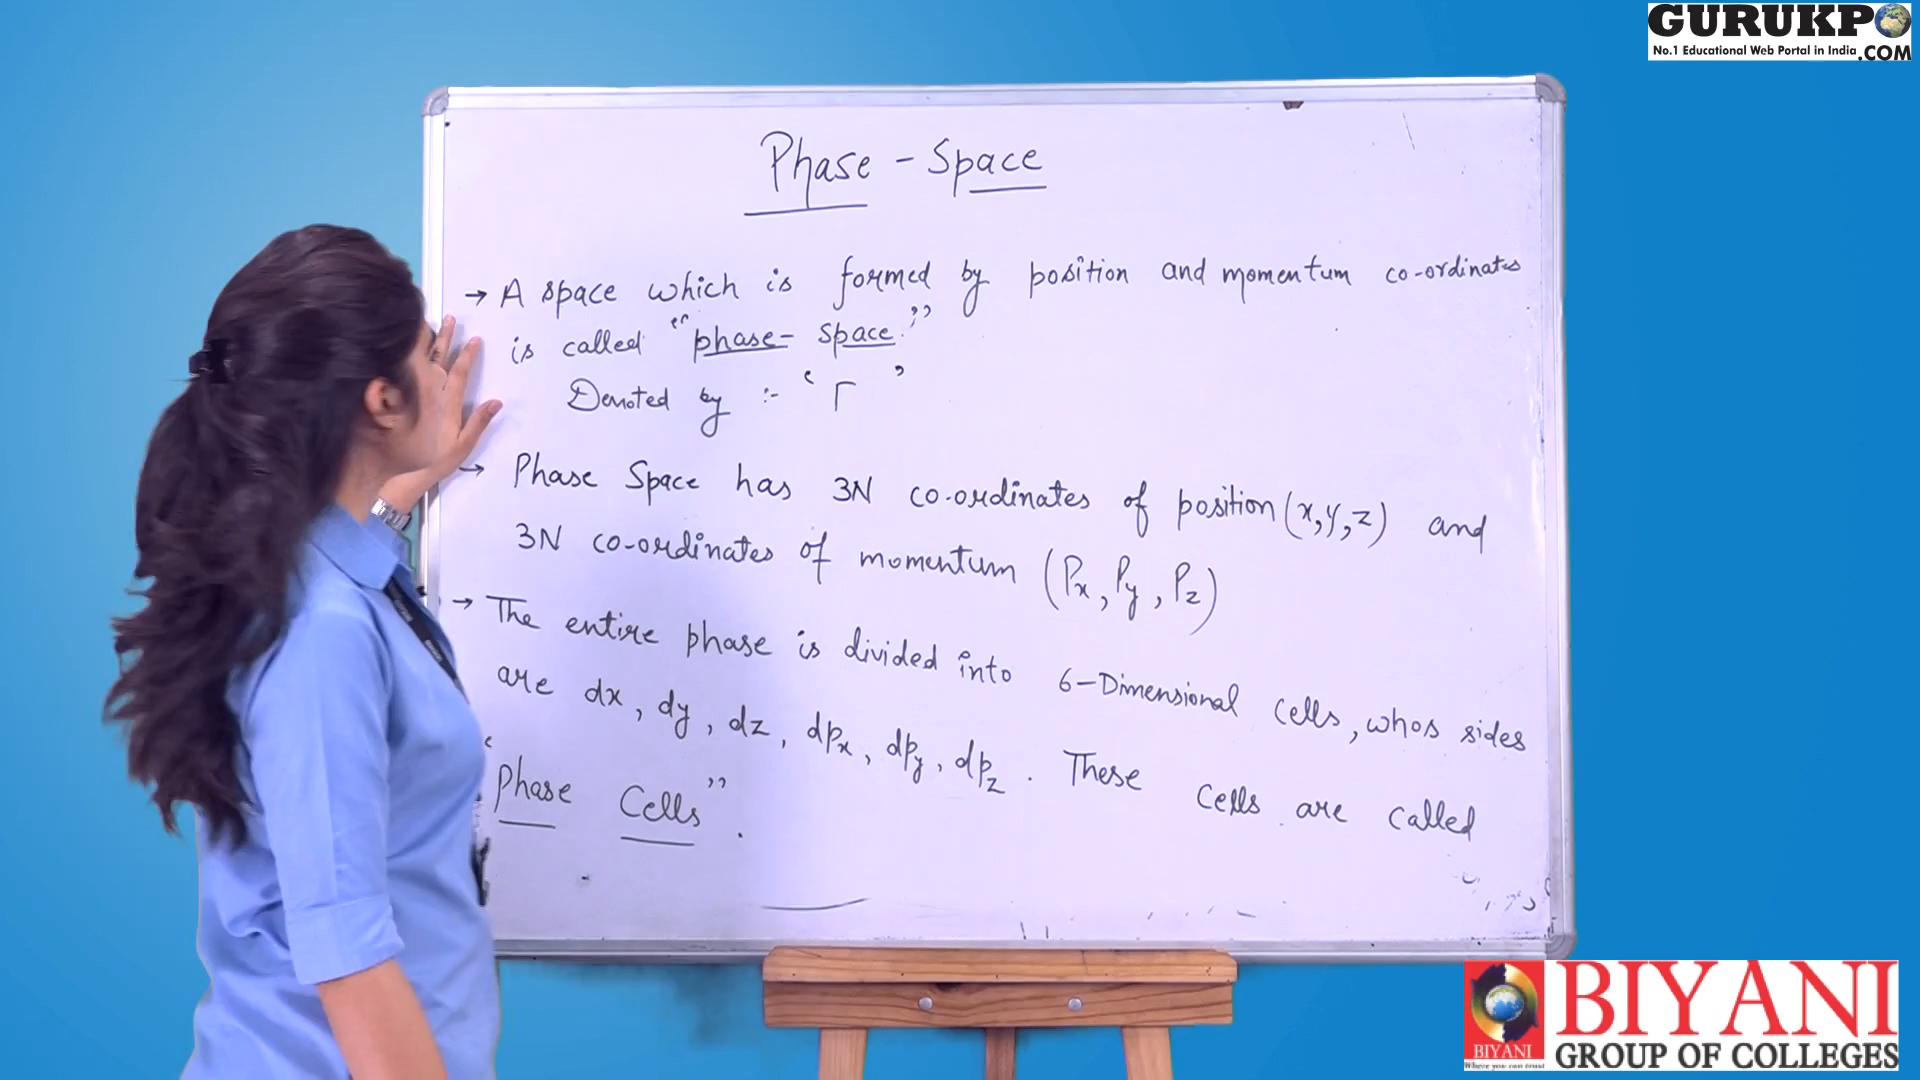 GURUKPO
No.1 Educational Web Portal in India .COM
Phase - Space
→ A space which is formed by position and momentum co-ordinates
is called "phase- space."
Denoted by :- ' Γ '
→ Phase Space has 3N co-ordinates of position (x,y,z) and
3N co-ordinates of momentum (Px, Py, Pz)
→ The entire phase is divided into 6-Dimensional cells, whos sides
are dx, dy, dz, dpx, dpy, dpz. These cells are called
'Phase Cells".
BIYANI
GROUP OF COLLEGES
BIYANI